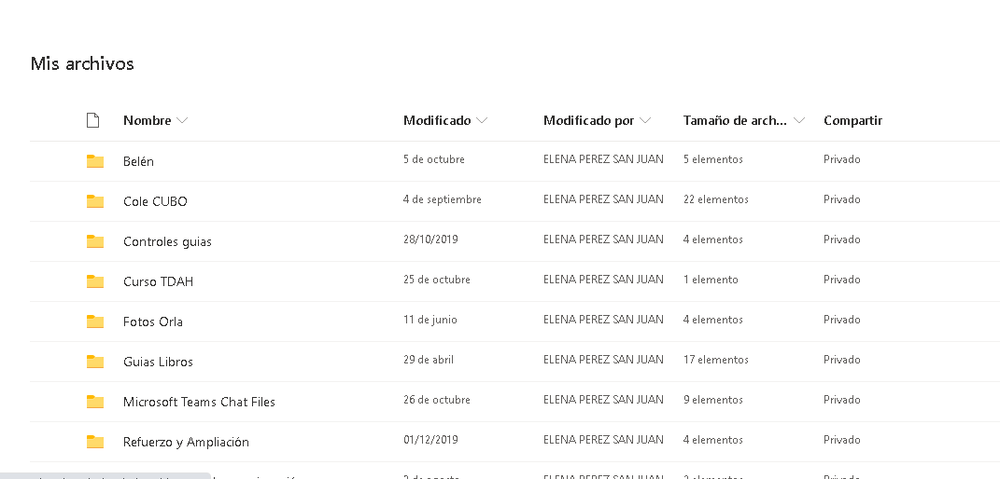 Mis archivos
Nombre Modificado Modificado por Tamaño de arch... Compartir
Belén 5 de octubre ELENA PEREZ SAN JUAN 5 elementos Privado
Cole CUBO 4 de septiembre ELENA PEREZ SAN JUAN 22 elementos Privado
Controles guias 28/10/2019 ELENA PEREZ SAN JUAN 4 elementos Privado
Curso TDAH 25 de octubre ELENA PEREZ SAN JUAN 1 elemento Privado
Fotos Orla 11 de junio ELENA PEREZ SAN JUAN 4 elementos Privado
Guias Libros 29 de abril ELENA PEREZ SAN JUAN 17 elementos Privado
Microsoft Teams Chat Files 26 de octubre ELENA PEREZ SAN JUAN 9 elementos Privado
Refuerzo y Ampliación 01/12/2019 ELENA PEREZ SAN JUAN 4 elementos Privado
ELENA PEREZ SAN JUAN Privado